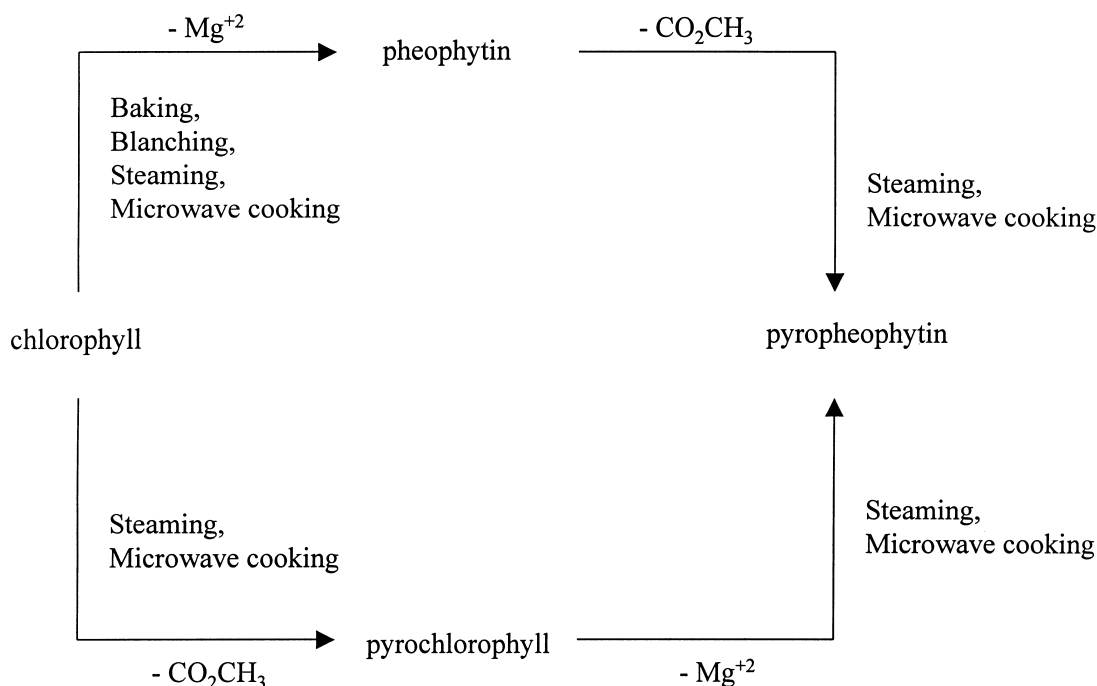 - Mg⁺²
pheophytin
- CO₂CH₃
Baking,
Blanching,
Steaming,
Microwave cooking
Steaming,
Microwave cooking
chlorophyll
pyropheophytin
Steaming,
Microwave cooking
Steaming,
Microwave cooking
pyrochlorophyll
- CO₂CH₃
- Mg⁺²